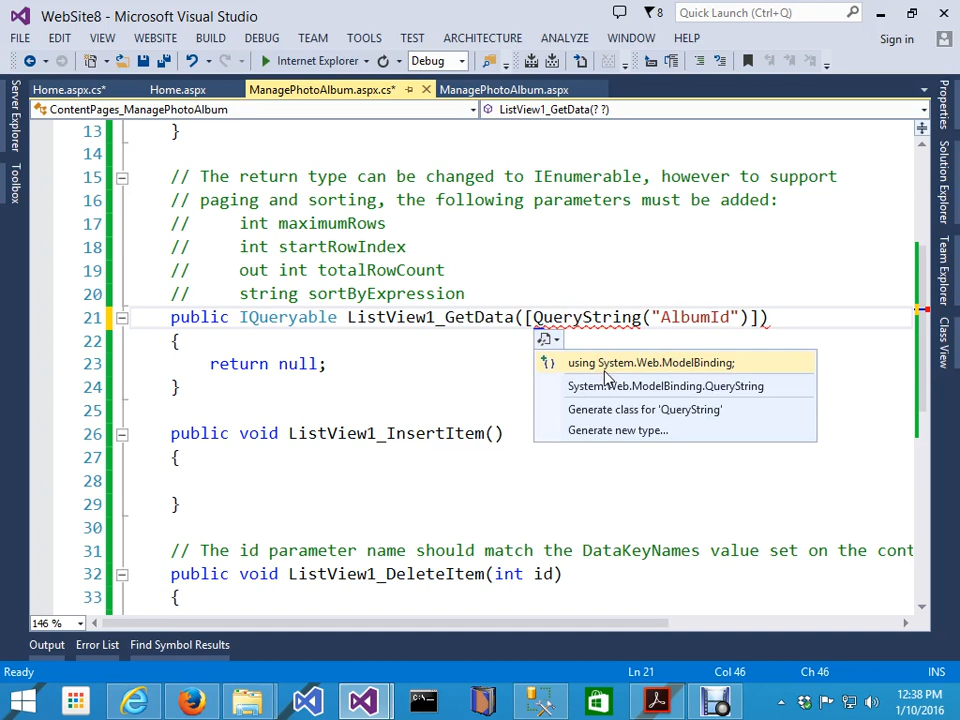 WebSite8 - Microsoft Visual Studio
8
Quick Launch (Ctrl+Q)
FILE EDIT VIEW WEBSITE BUILD DEBUG TEAM TOOLS TEST ARCHITECTURE ANALYZE WINDOW HELP
Sign in
Internet Explorer
Debug
Home.aspx.cs*
Home.aspx
ManagePhotoAlbum.aspx.cs*
ManagePhotoAlbum.aspx
ContentPages_ManagePhotoAlbum
ListView1_GetData(? ?)
Server Explorer
Toolbox
13 }
14
15 // The return type can be changed to IEnumerable, however to support
16 // paging and sorting, the following parameters must be added:
17 // int maximumRows
18 // int startRowIndex
19 // out int totalRowCount
20 // string sortByExpression
21 public IQueryable ListView1_GetData([QueryString("AlbumId")])
22 {
using System.Web.ModelBinding;
23 return null;
System.Web.ModelBinding.QueryString
24 }
Generate class for 'QueryString'
25
Generate new type...
26 public void ListView1_InsertItem()
27 {
28
29 }
30
31 // The id parameter name should match the DataKeyNames value set on the cont
32 public void ListView1_DeleteItem(int id)
33 {
Properties
Solution Explorer
Team Explorer
Class View
146 %
Output
Error List
Find Symbol Results
Ready
Ln 21
Col 46
Ch 46
INS
12:38 PM
1/10/2016